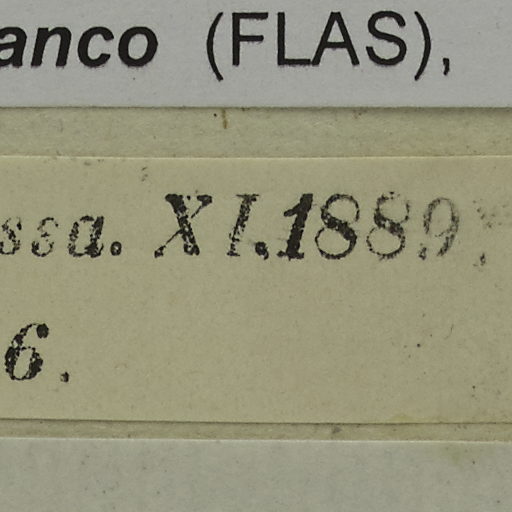 anco (FLAS),
ssa. XI.1889.
6.